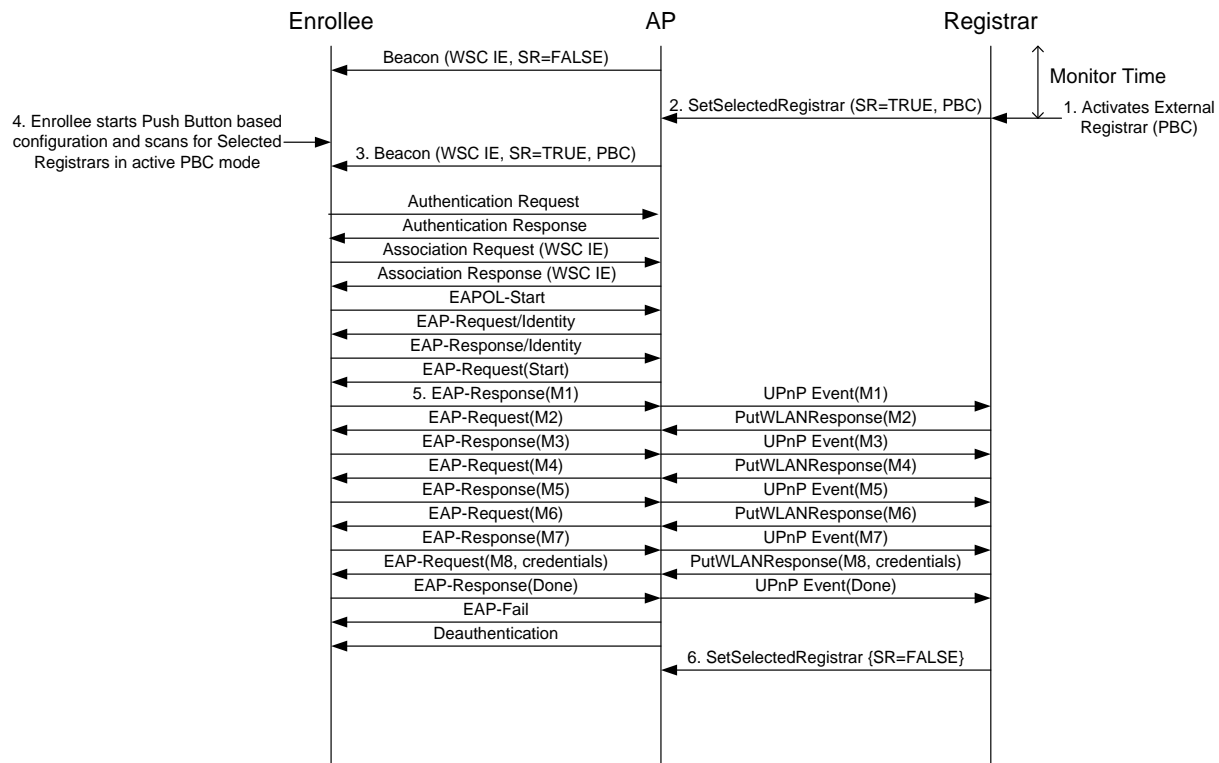 Enrollee
AP
Registrar
Beacon (WSC IE, SR=FALSE)
Monitor Time
2. SetSelectedRegistrar (SR=TRUE, PBC)
1. Activates External
Registrar (PBC)
4. Enrollee starts Push Button based
configuration and scans for Selected
Registrars in active PBC mode
3. Beacon (WSC IE, SR=TRUE, PBC)
Authentication Request
Authentication Response
Association Request (WSC IE)
Association Response (WSC IE)
EAPOL-Start
EAP-Request/Identity
EAP-Response/Identity
EAP-Request(Start)
5. EAP-Response(M1)
UPnP Event(M1)
EAP-Request(M2)
PutWLANResponse(M2)
EAP-Response(M3)
UPnP Event(M3)
EAP-Request(M4)
PutWLANResponse(M4)
EAP-Response(M5)
UPnP Event(M5)
EAP-Request(M6)
PutWLANResponse(M6)
EAP-Response(M7)
UPnP Event(M7)
EAP-Request(M8, credentials)
PutWLANResponse(M8, credentials)
EAP-Response(Done)
UPnP Event(Done)
EAP-Fail
Deauthentication
6. SetSelectedRegistrar {SR=FALSE}